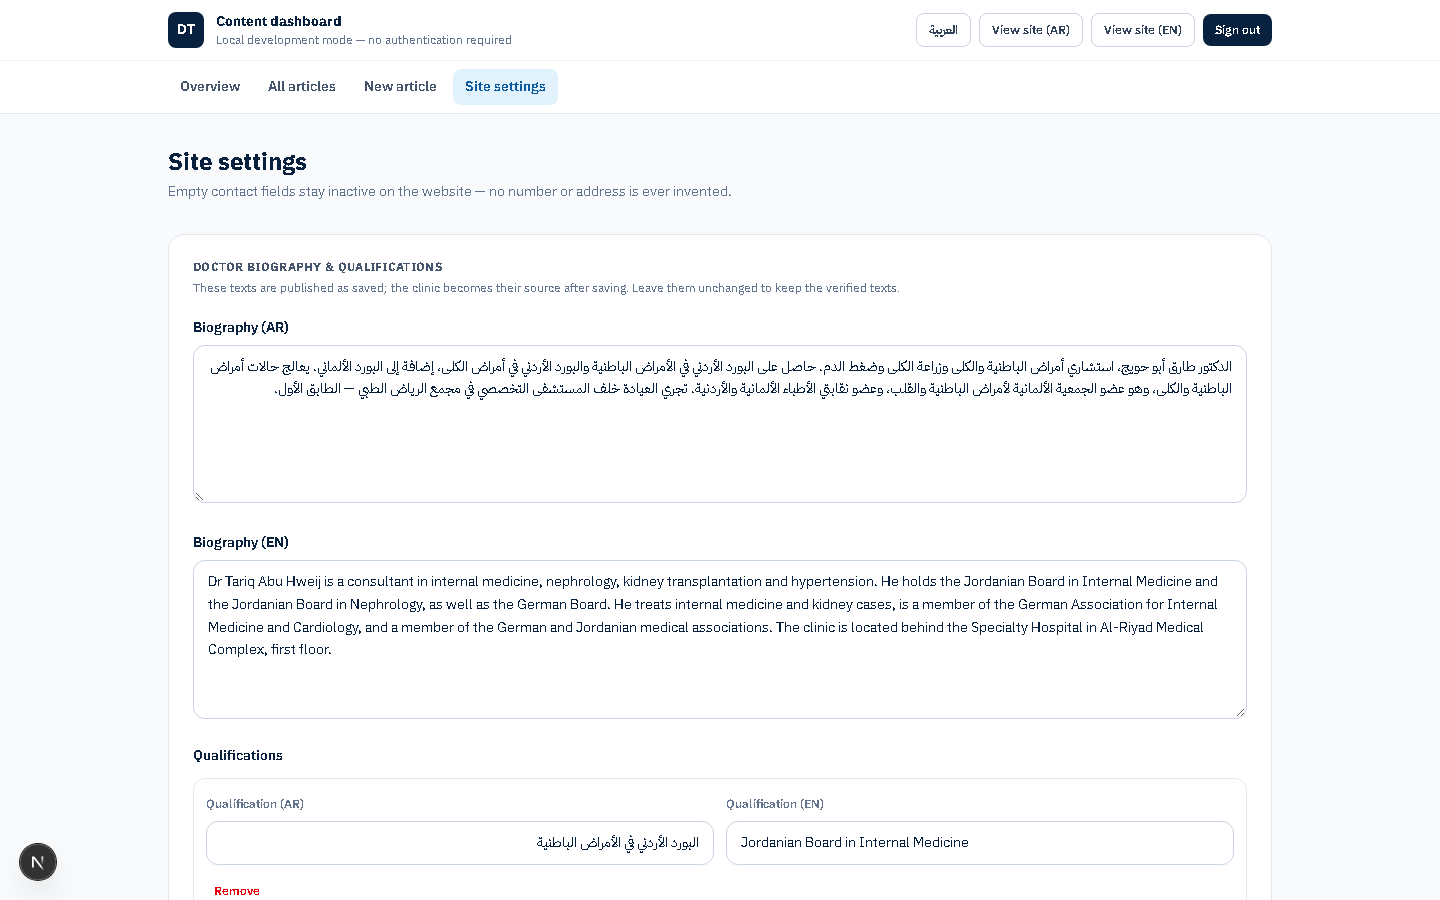 DT
Content dashboard
Local development mode — no authentication required
العربية
View site (AR)
View site (EN)
Sign out
Overview
All articles
New article
Site settings
Site settings
Empty contact fields stay inactive on the website — no number or address is ever invented.
DOCTOR BIOGRAPHY & QUALIFICATIONS
These texts are published as saved; the clinic becomes their source after saving. Leave them unchanged to keep the verified texts.
Biography (AR)
الدكتور طارق أبو حويج، استشاري أمراض الباطنية والكلى وزراعة الكلى وضغط الدم. حاصل على البورد الأردني في الأمراض الباطنية والبورد الأردني في أمراض الكلى، إضافة إلى البورد الألماني. يعالج حالات أمراض
الباطنية والكلى، وهو عضو الجمعية الألمانية لأمراض الباطنية والقلب، وعضو نقابتي الأطباء الألمانية والأردنية. تجري العيادة خلف المستشفى التخصصي في مجمع الرياض الطبي — الطابق الأول.
Biography (EN)
Dr Tariq Abu Hweij is a consultant in internal medicine, nephrology, kidney transplantation and hypertension. He holds the Jordanian Board in Internal Medicine and
the Jordanian Board in Nephrology, as well as the German Board. He treats internal medicine and kidney cases, is a member of the German Association for Internal
Medicine and Cardiology, and a member of the German and Jordanian medical associations. The clinic is located behind the Specialty Hospital in Al-Riyad Medical
Complex, first floor.
Qualifications
Qualification (AR)
Qualification (EN)
البورد الأردني في الأمراض الباطنية
Jordanian Board in Internal Medicine
Remove
N